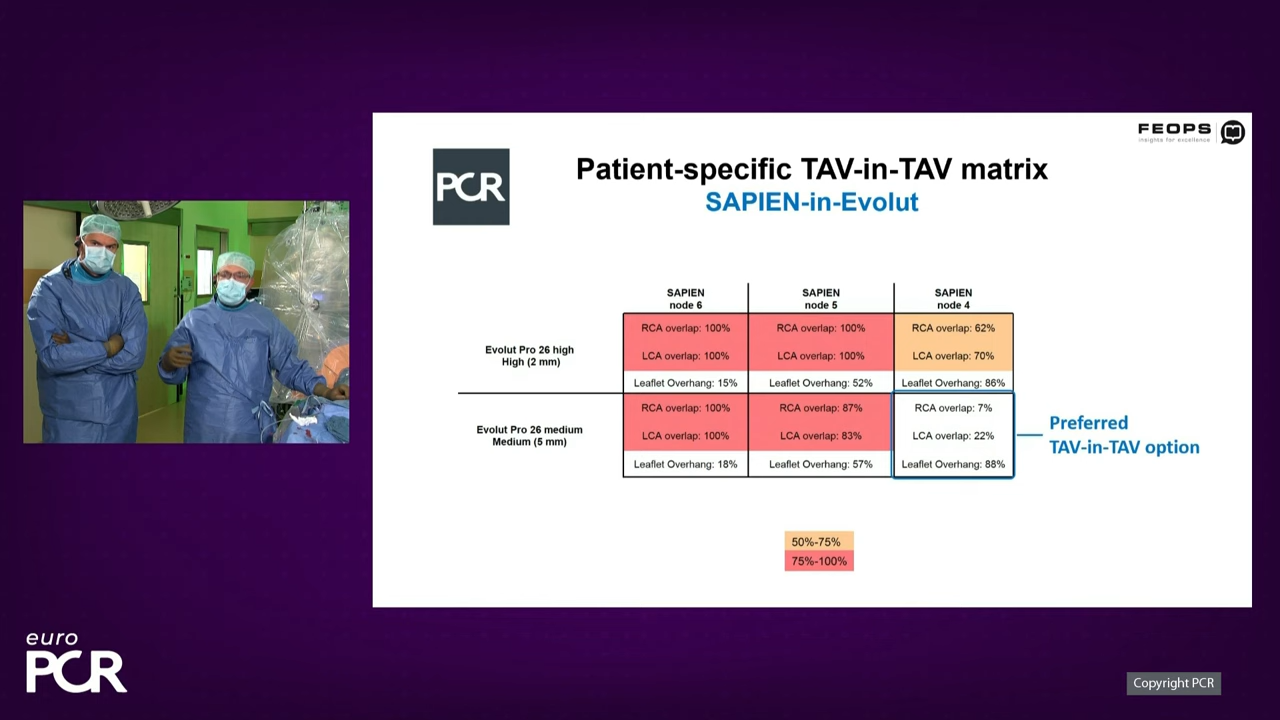 FEOPS
insights for excellence
PCR
Patient-specific TAV-in-TAV matrix
SAPIEN-in-Evolut
SAPIEN
node 6
SAPIEN
node 5
SAPIEN
node 4
Evolut Pro 26 high
High (2 mm)
RCA overlap: 100%
RCA overlap: 100%
RCA overlap: 62%
LCA overlap: 100%
LCA overlap: 100%
LCA overlap: 70%
Leaflet Overhang: 15%
Leaflet Overhang: 52%
Leaflet Overhang: 86%
Evolut Pro 26 medium
Medium (5 mm)
RCA overlap: 100%
RCA overlap: 87%
RCA overlap: 7%
LCA overlap: 100%
LCA overlap: 83%
LCA overlap: 22%
Leaflet Overhang: 18%
Leaflet Overhang: 57%
Leaflet Overhang: 88%
Preferred
TAV-in-TAV option
50%-75%
75%-100%
euro
PCR
Copyright PCR